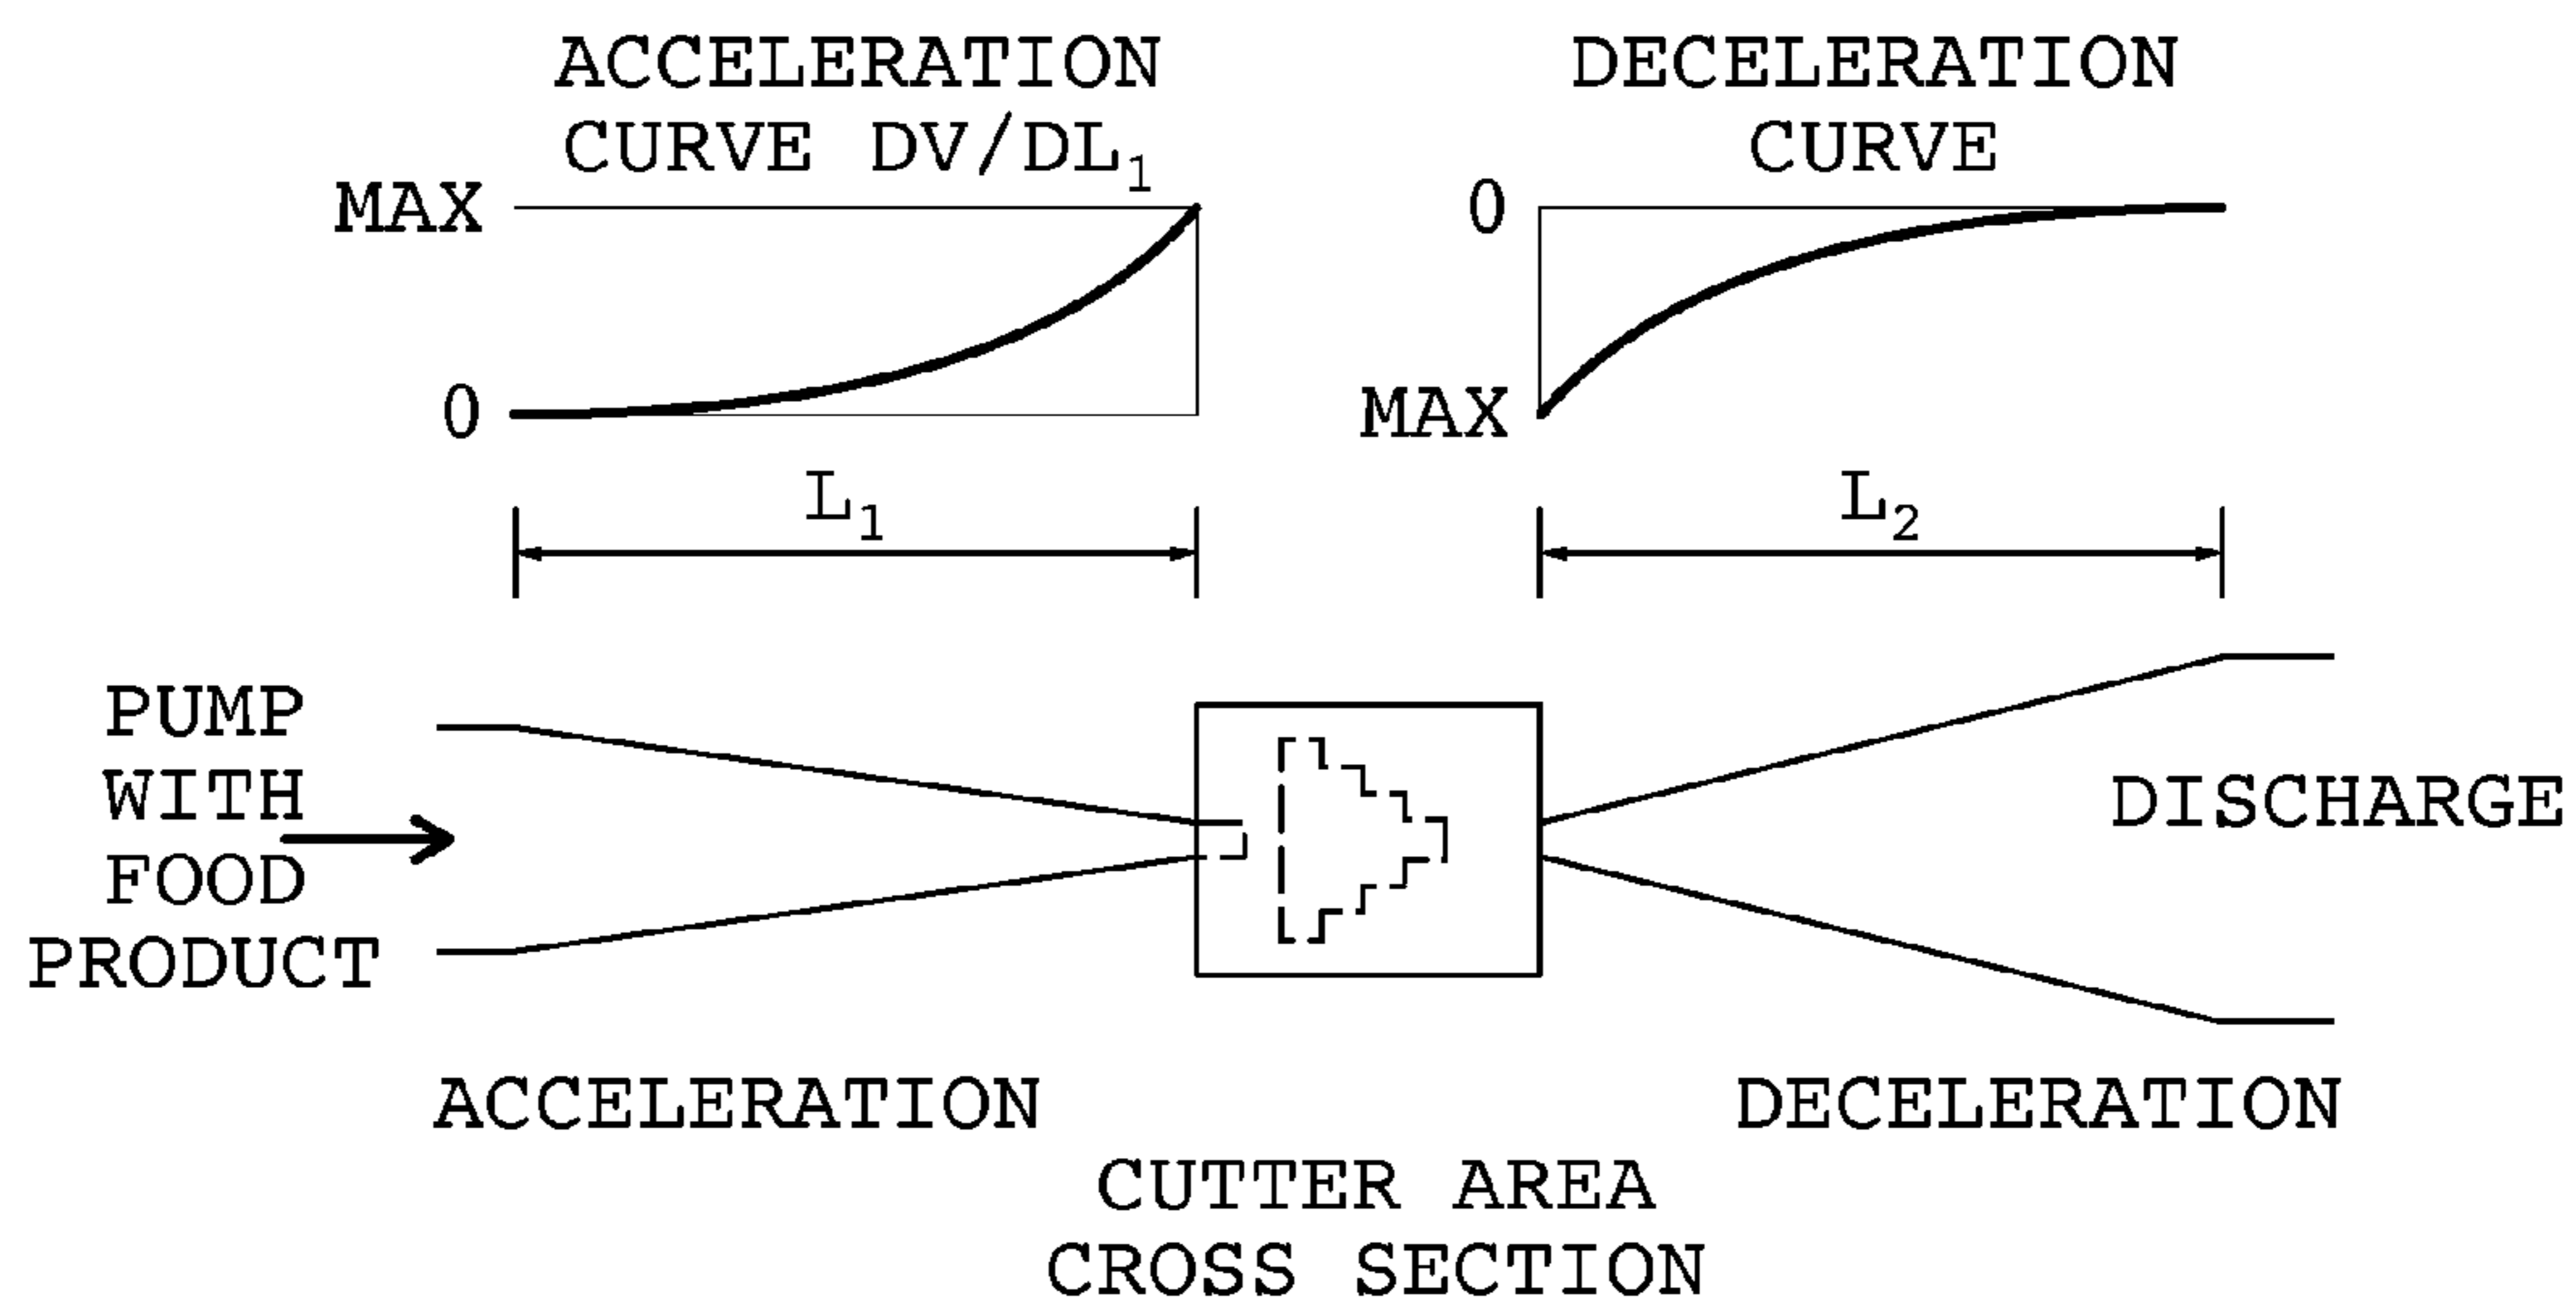 ACCELERATION
CURVE DV/DL₁
MAX
0
DECELERATION
CURVE
0
MAX
L₁
L₂
PUMP
WITH
FOOD
PRODUCT
DISCHARGE
ACCELERATION
DECELERATION
CUTTER AREA
CROSS SECTION